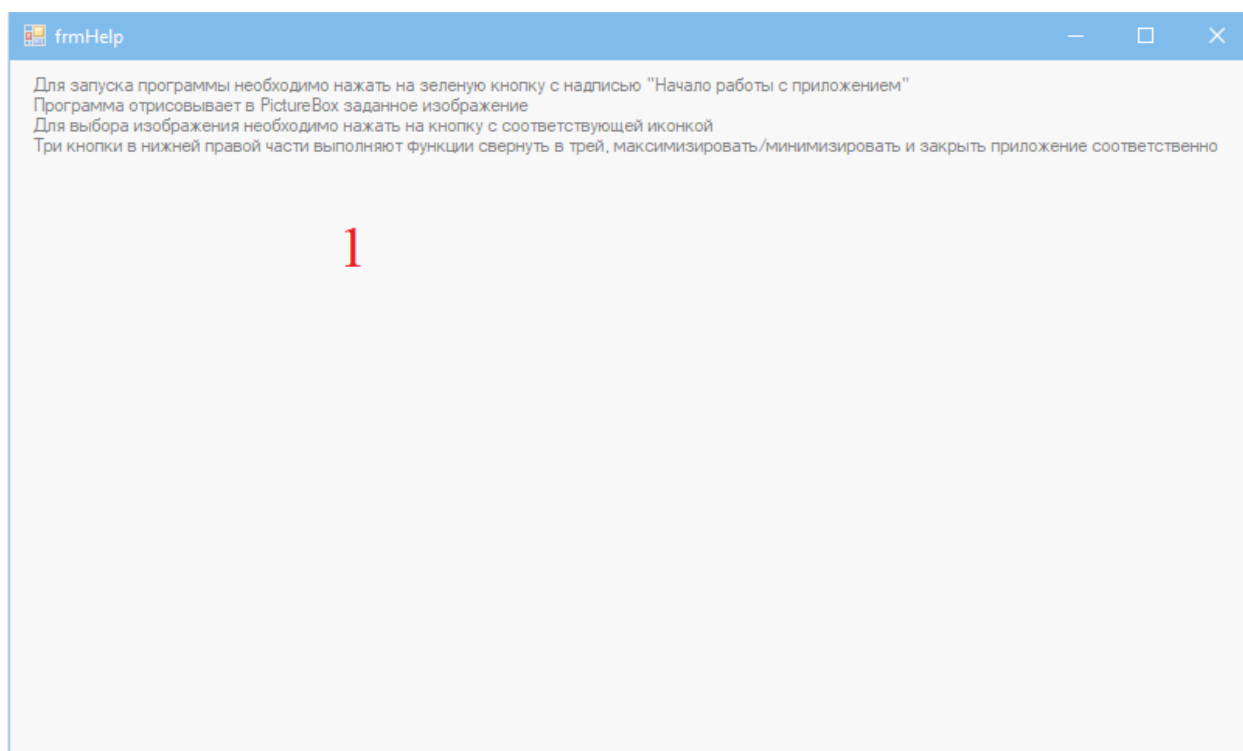 frmHelp
Для запуска программы необходимо нажать на зеленую кнопку с надписью "Начало работы с приложением"
Программа отрисовывает в PictureBox заданное изображение
Для выбора изображения необходимо нажать на кнопку с соответствующей иконкой
Три кнопки в нижней правой части выполняют функции свернуть в трей, максимизировать/минимизировать и закрыть приложение соответственно
1